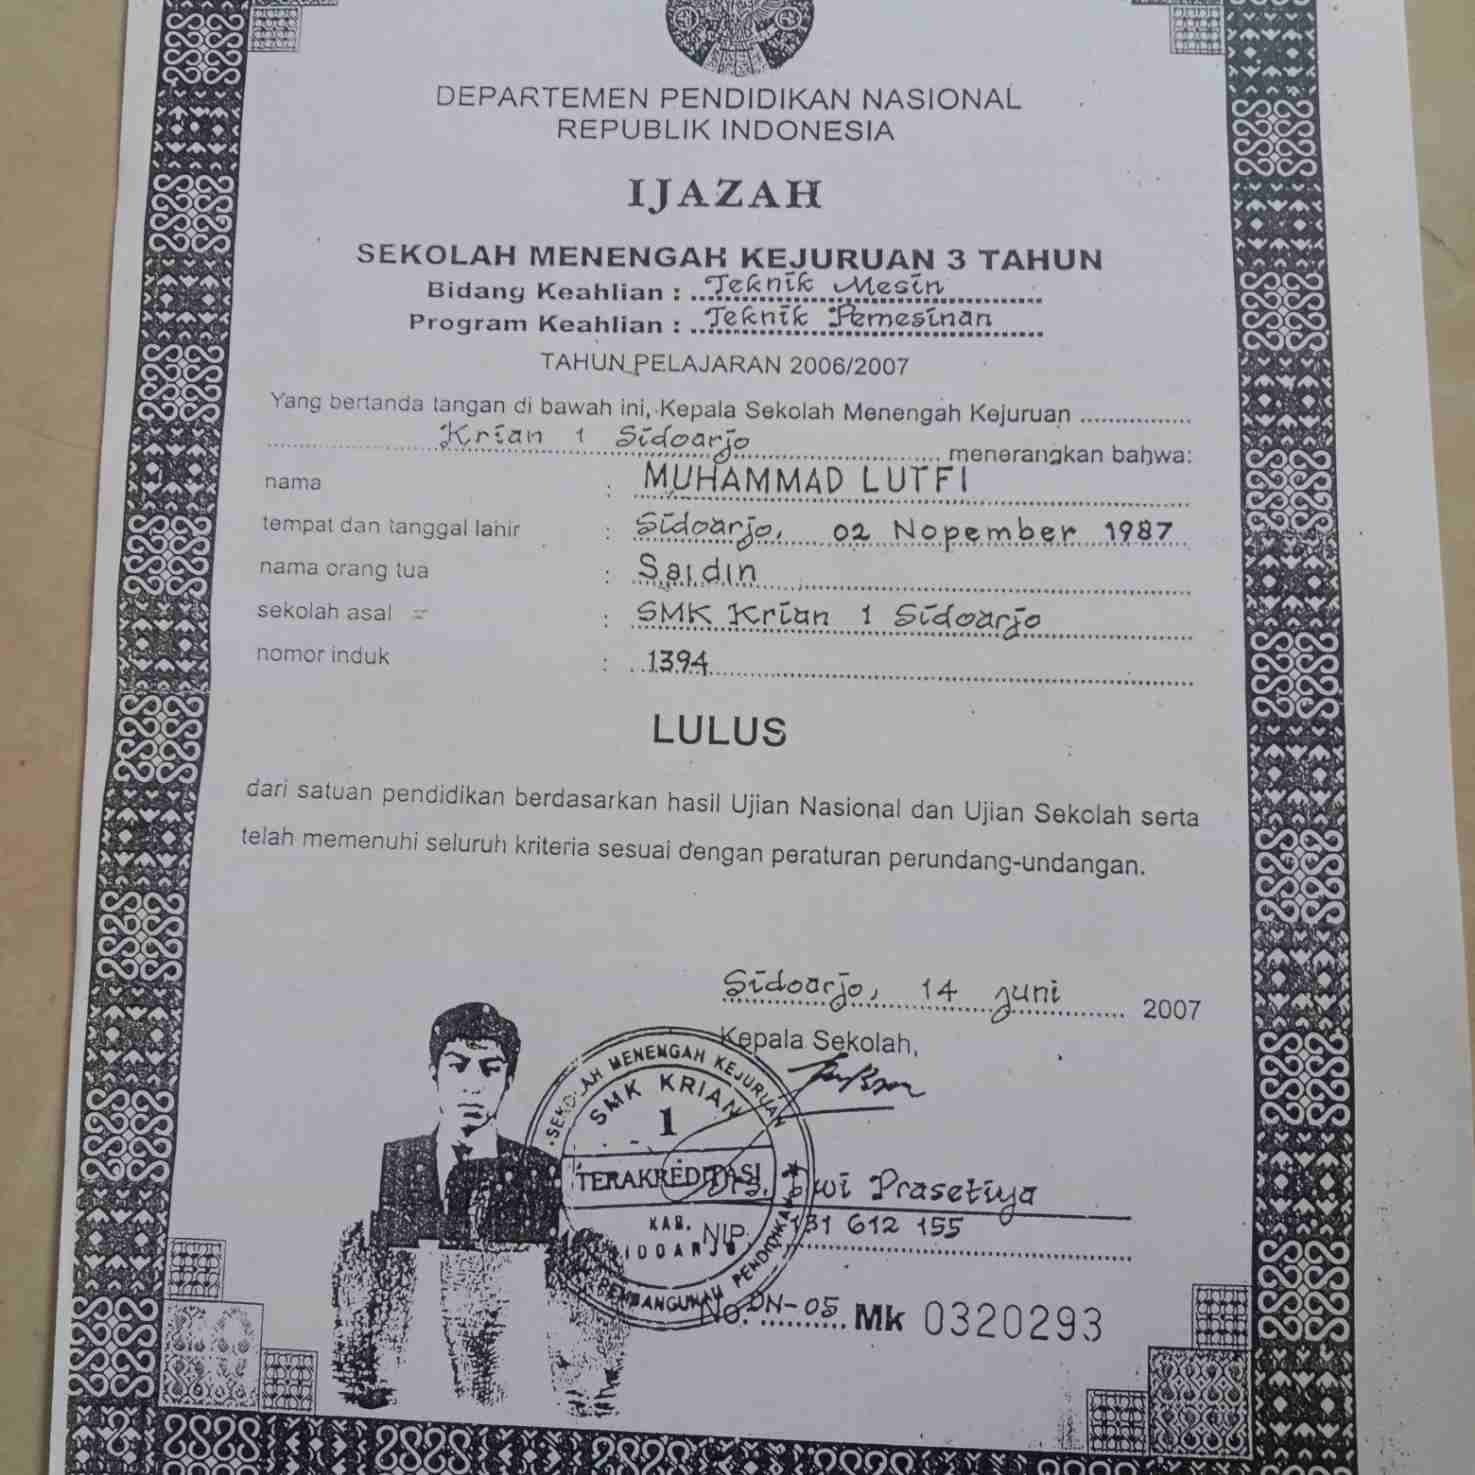 DEPARTEMEN PENDIDIKAN NASIONAL
REPUBLIK INDONESIA
IJAZAH
SEKOLAH MENENGAH KEJURUAN 3 TAHUN
Bidang Keahlian : Teknik Mesin
Program Keahlian : Teknik Pemesinan
TAHUN PELAJARAN 2006/2007
Yang bertanda tangan di bawah ini, Kepala Sekolah Menengah Kejuruan ...............
Krian 1 Sidoarjo menerangkan bahwa:
nama : MUHAMMAD LUTFI
tempat dan tanggal lahir : Sidoarjo, 02 Nopember 1987
nama orang tua : Saidin
sekolah asal : SMK Krian 1 Sidoarjo
nomor induk : 1394
LULUS
dari satuan pendidikan berdasarkan hasil Ujian Nasional dan Ujian Sekolah serta
telah memenuhi seluruh kriteria sesuai dengan peraturan perundang-undangan.
Sidoarjo, 14 Juni 2007
Kepala Sekolah,
SEKOLAH MENENGAH KEJURUAN
SMK KRIAN
1
TERAKREDITASI
KAB.
SIDOARJO
PEMBANGUNAN PENDIDIKAN
Drs. Dwi Prasetiya
NIP. 131 612 155
No. DN-05 Mk 0320293